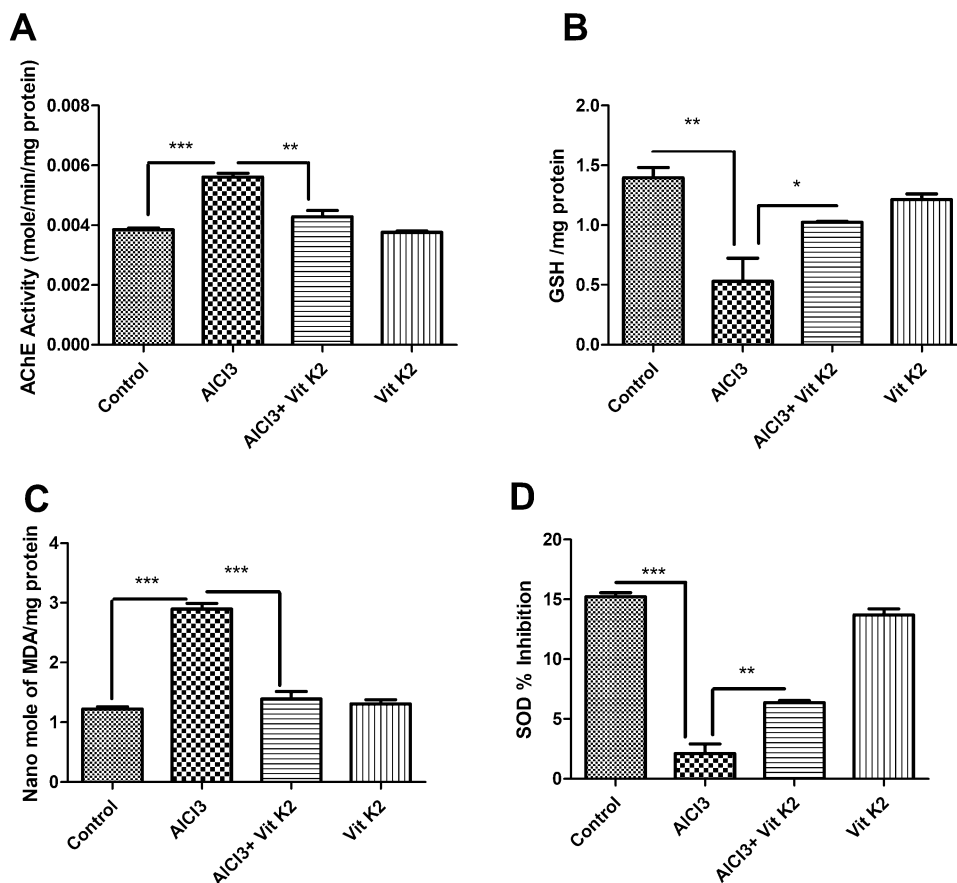 A
AChE Activity (mole/min/mg protein)
0.008
0.006
0.004
0.002
0.000
***
**
Control
AlCl3
AlCl3+ Vit K2
Vit K2
B
GSH /mg protein
2.0
1.5
1.0
0.5
0.0
**
*
Control
AlCl3
AlCl3+ Vit K2
Vit K2
C
Nano mole of MDA/mg protein
4
3
2
1
0
***
***
Control
AlCl3
AlCl3+ Vit K2
Vit K2
D
SOD % Inhibition
20
15
10
5
0
***
**
Control
AlCl3
AlCl3+ Vit K2
Vit K2